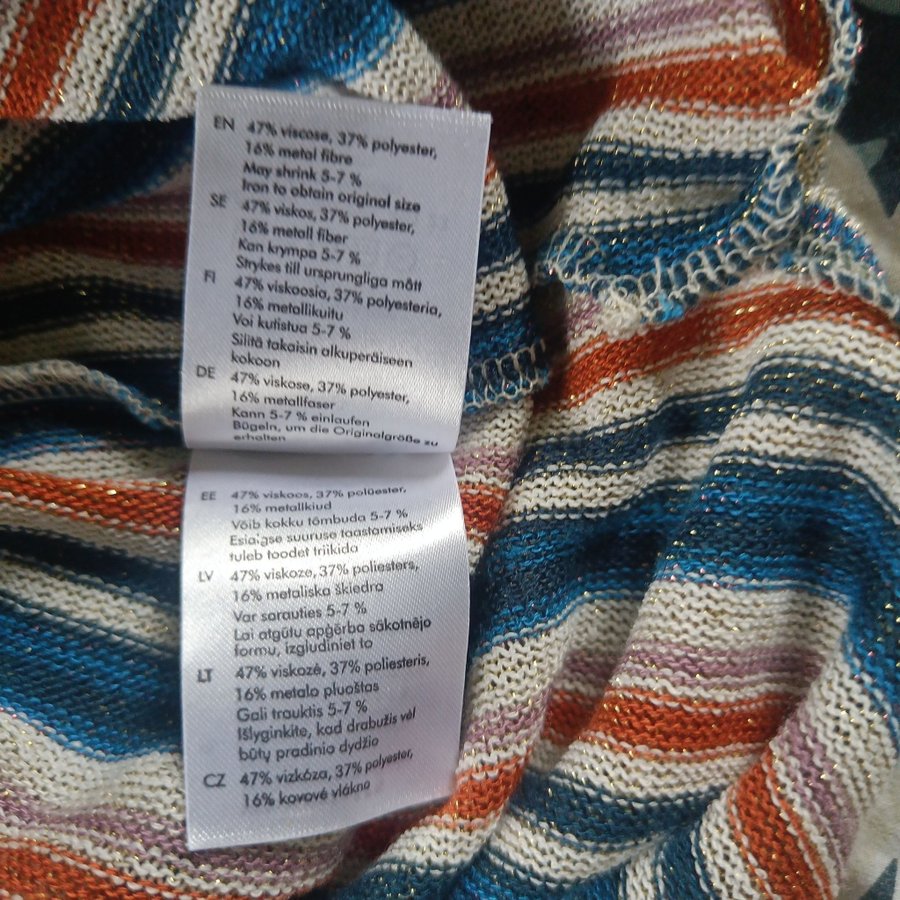 EN 47% viscose, 37% polyester,
16% metal fibre
May shrink 5-7 %
Iron to obtain original size
SE 47% viskos, 37% polyester,
16% metall fiber
Kan krympa 5-7 %
Strykes till ursprungliga mått
FI 47% viskoosia, 37% polyesteria,
16% metallikuitu
Voi kutistua 5-7 %
Silitä takaisin alkuperäiseen
kokoon
DE 47% viskose, 37% polyester,
16% metallfaser
Kann 5-7 % einlaufen
Bügeln, um die Originalgröße zu
erhalten
EE 47% viskoos, 37% polüester,
16% metallkiud
Võib kokku tõmbuda 5-7 %
Esialgse suuruse taastamiseks
tuleb toodet triikida
LV 47% viskoze, 37% poliesters,
16% metaliska šķiedra
Var sarauties 5-7 %
Lai atgūtu apģērba sākotnējo
formu, izgludiniet to
LT 47% viskozė, 37% poliesteris,
16% metalo pluoštas
Gali trauktis 5-7 %
Išlyginkite, kad drabužis vėl
būtų pradinio dydžio
CZ 47% vizkóza, 37% polyester,
16% kovové vlákno